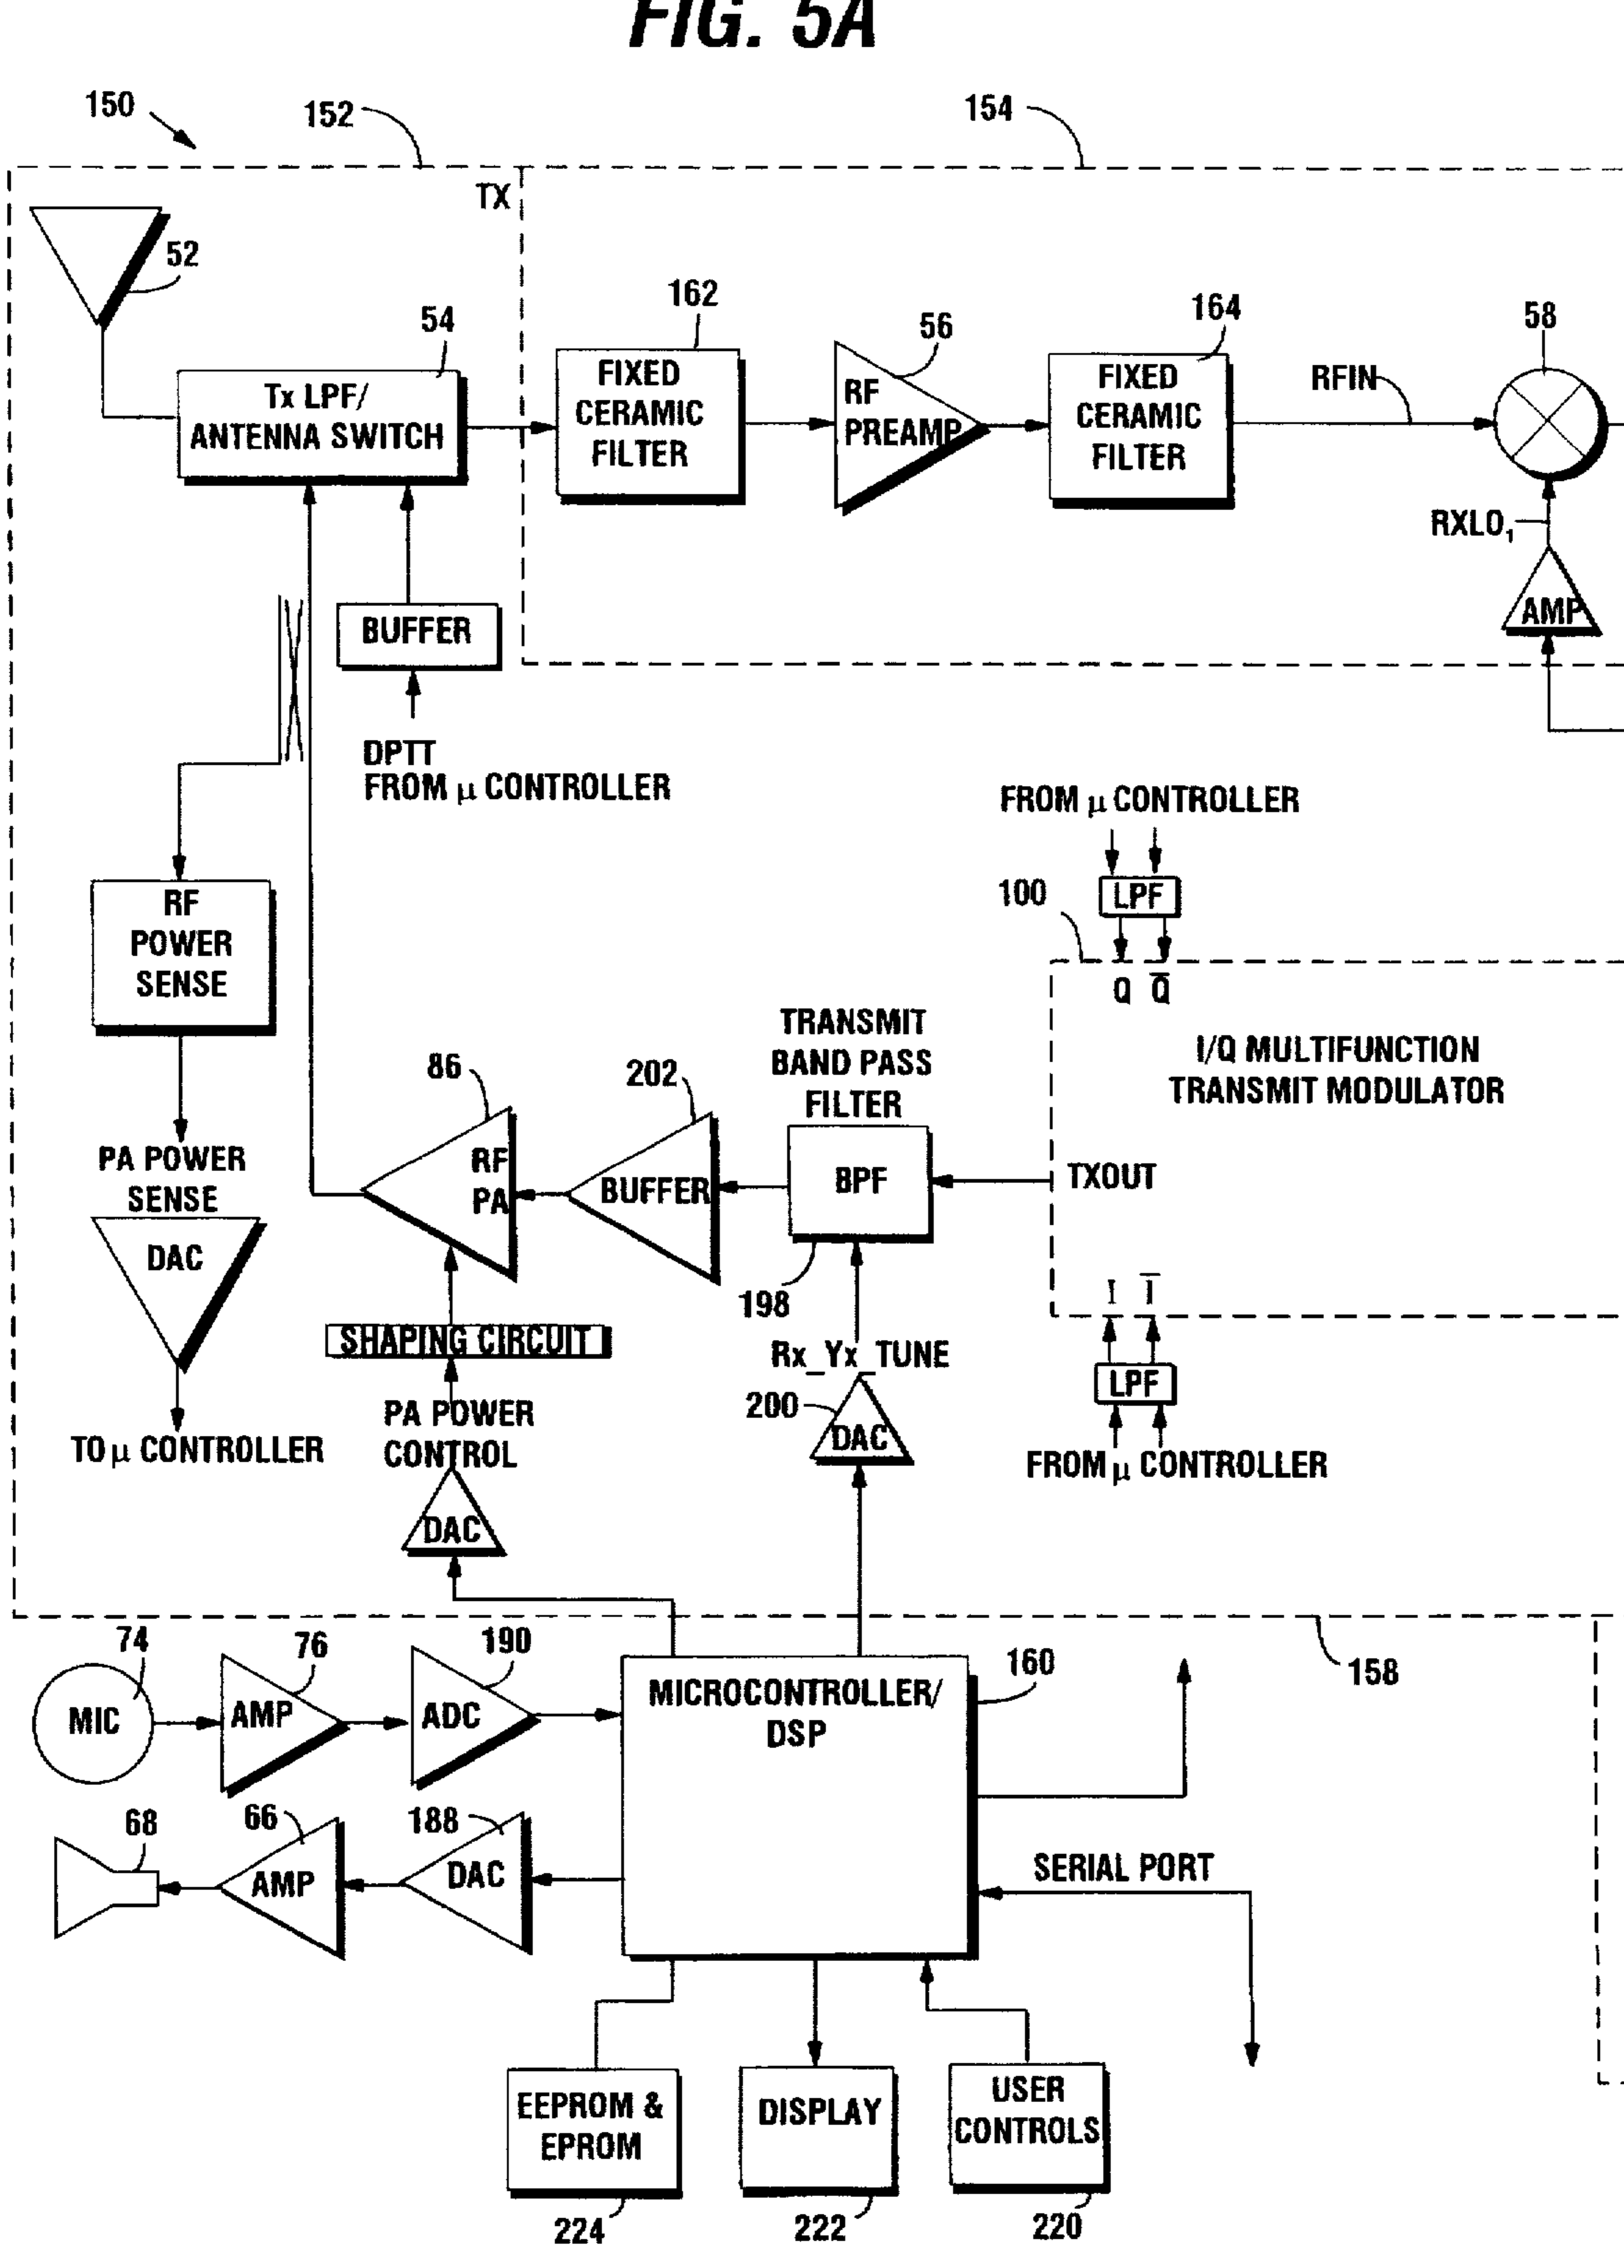 FIG. 5A
150
152
154
TX
52
54
Tx LPF/
ANTENNA SWITCH
162
FIXED
CERAMIC
FILTER
56
RF
PREAMP
164
FIXED
CERAMIC
FILTER
RFIN
58
RXLO1
AMP
BUFFER
DPTT
FROM μ CONTROLLER
RF
POWER
SENSE
PA POWER
SENSE
DAC
TO μ CONTROLLER
FROM μ CONTROLLER
LPF
100
Q Q̅
I/Q MULTIFUNCTION
TRANSMIT MODULATOR
TXOUT
I I̅
LPF
FROM μ CONTROLLER
TRANSMIT
BAND PASS
FILTER
BPF
198
202
BUFFER
86
RF
PA
SHAPING CIRCUIT
PA POWER
CONTROL
DAC
Rx_Yx_TUNE
200
DAC
158
74
MIC
76
AMP
190
ADC
160
MICROCONTROLLER/
DSP
68
66
AMP
188
DAC
SERIAL PORT
EEPROM &
EPROM
224
DISPLAY
222
USER
CONTROLS
220